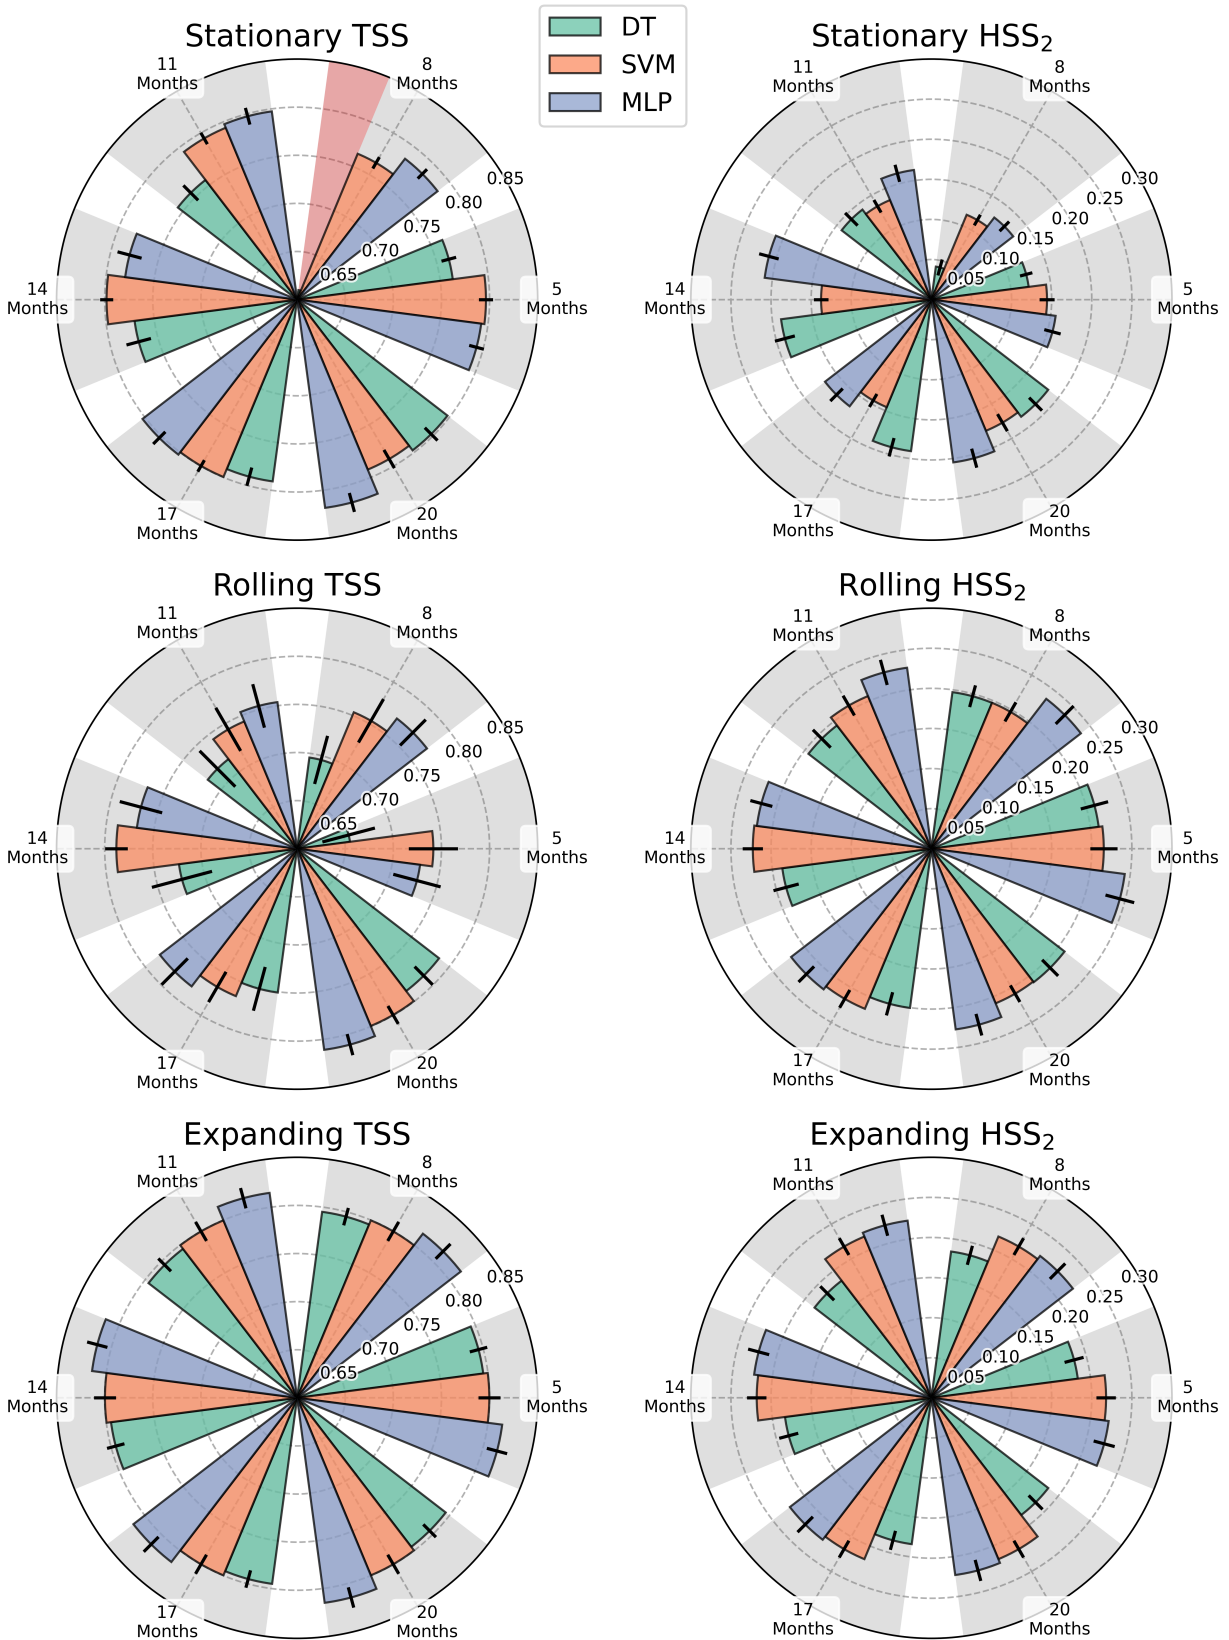 DT
SVM
MLP
Stationary TSS
11
Months
8
Months
0.85
0.80
0.75
0.70
0.65
14
Months
5
Months
17
Months
20
Months
Stationary HSS₂
11
Months
8
Months
0.30
0.25
0.20
0.15
0.10
0.05
14
Months
5
Months
17
Months
20
Months
Rolling TSS
11
Months
8
Months
0.85
0.80
0.75
0.70
0.65
14
Months
5
Months
17
Months
20
Months
Rolling HSS₂
11
Months
8
Months
0.30
0.25
0.20
0.15
0.10
0.05
14
Months
5
Months
17
Months
20
Months
Expanding TSS
11
Months
8
Months
0.85
0.80
0.75
0.70
0.65
14
Months
5
Months
17
Months
20
Months
Expanding HSS₂
11
Months
8
Months
0.30
0.25
0.20
0.15
0.10
0.05
14
Months
5
Months
17
Months
20
Months